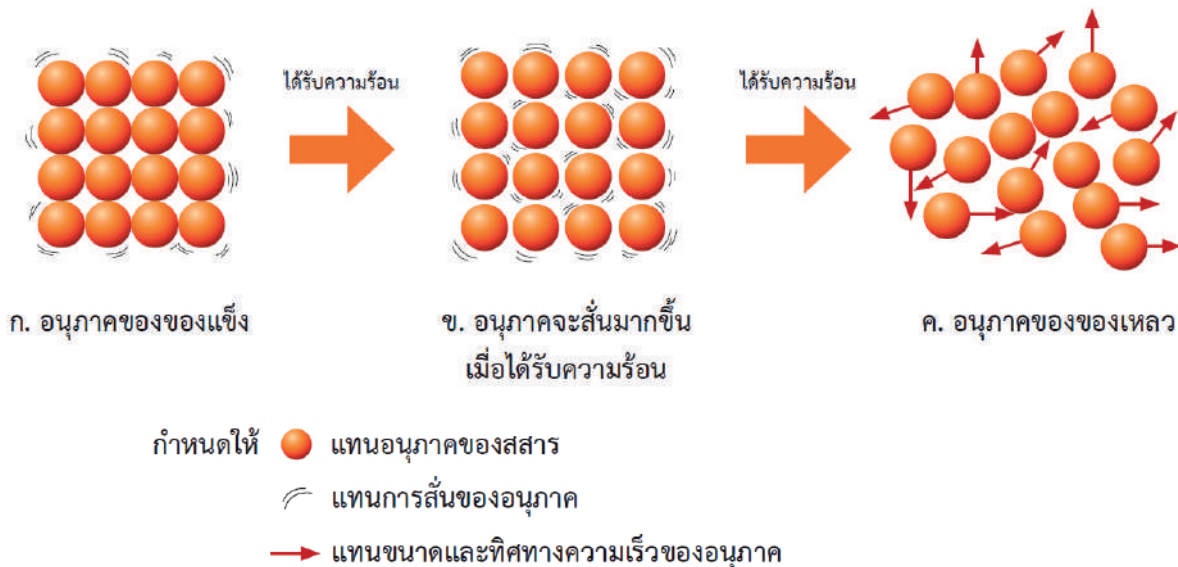 ได้รับความร้อน
ได้รับความร้อน
ก. อนุภาคของของแข็ง
ข. อนุภาคจะสั่นมากขึ้น
เมื่อได้รับความร้อน
ค. อนุภาคของของเหลว
กำหนดให้
แทนอนุภาคของสสาร
แทนการสั่นของอนุภาค
แทนขนาดและทิศทางความเร็วของอนุภาค